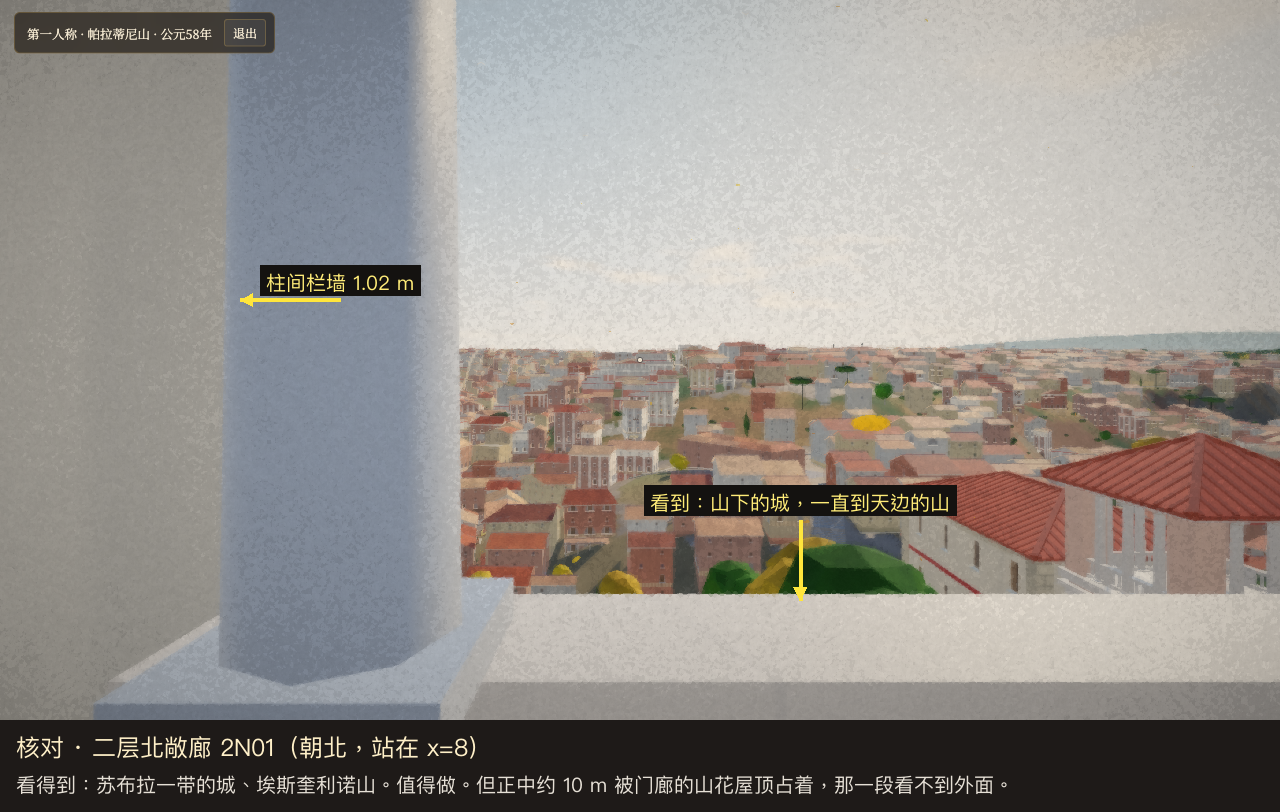 第一人称 · 帕拉蒂尼山 · 公元58年 退出
柱间栏墙 1.02 m
看到：山下的城，一直到天边的山
核对 · 二层北敞廊 2N01（朝北，站在 x=8）
看得到：苏布拉一带的城、埃斯奎利诺山。值得做。但正中约 10 m 被门廊的山花屋顶占着，那一段看不到外面。